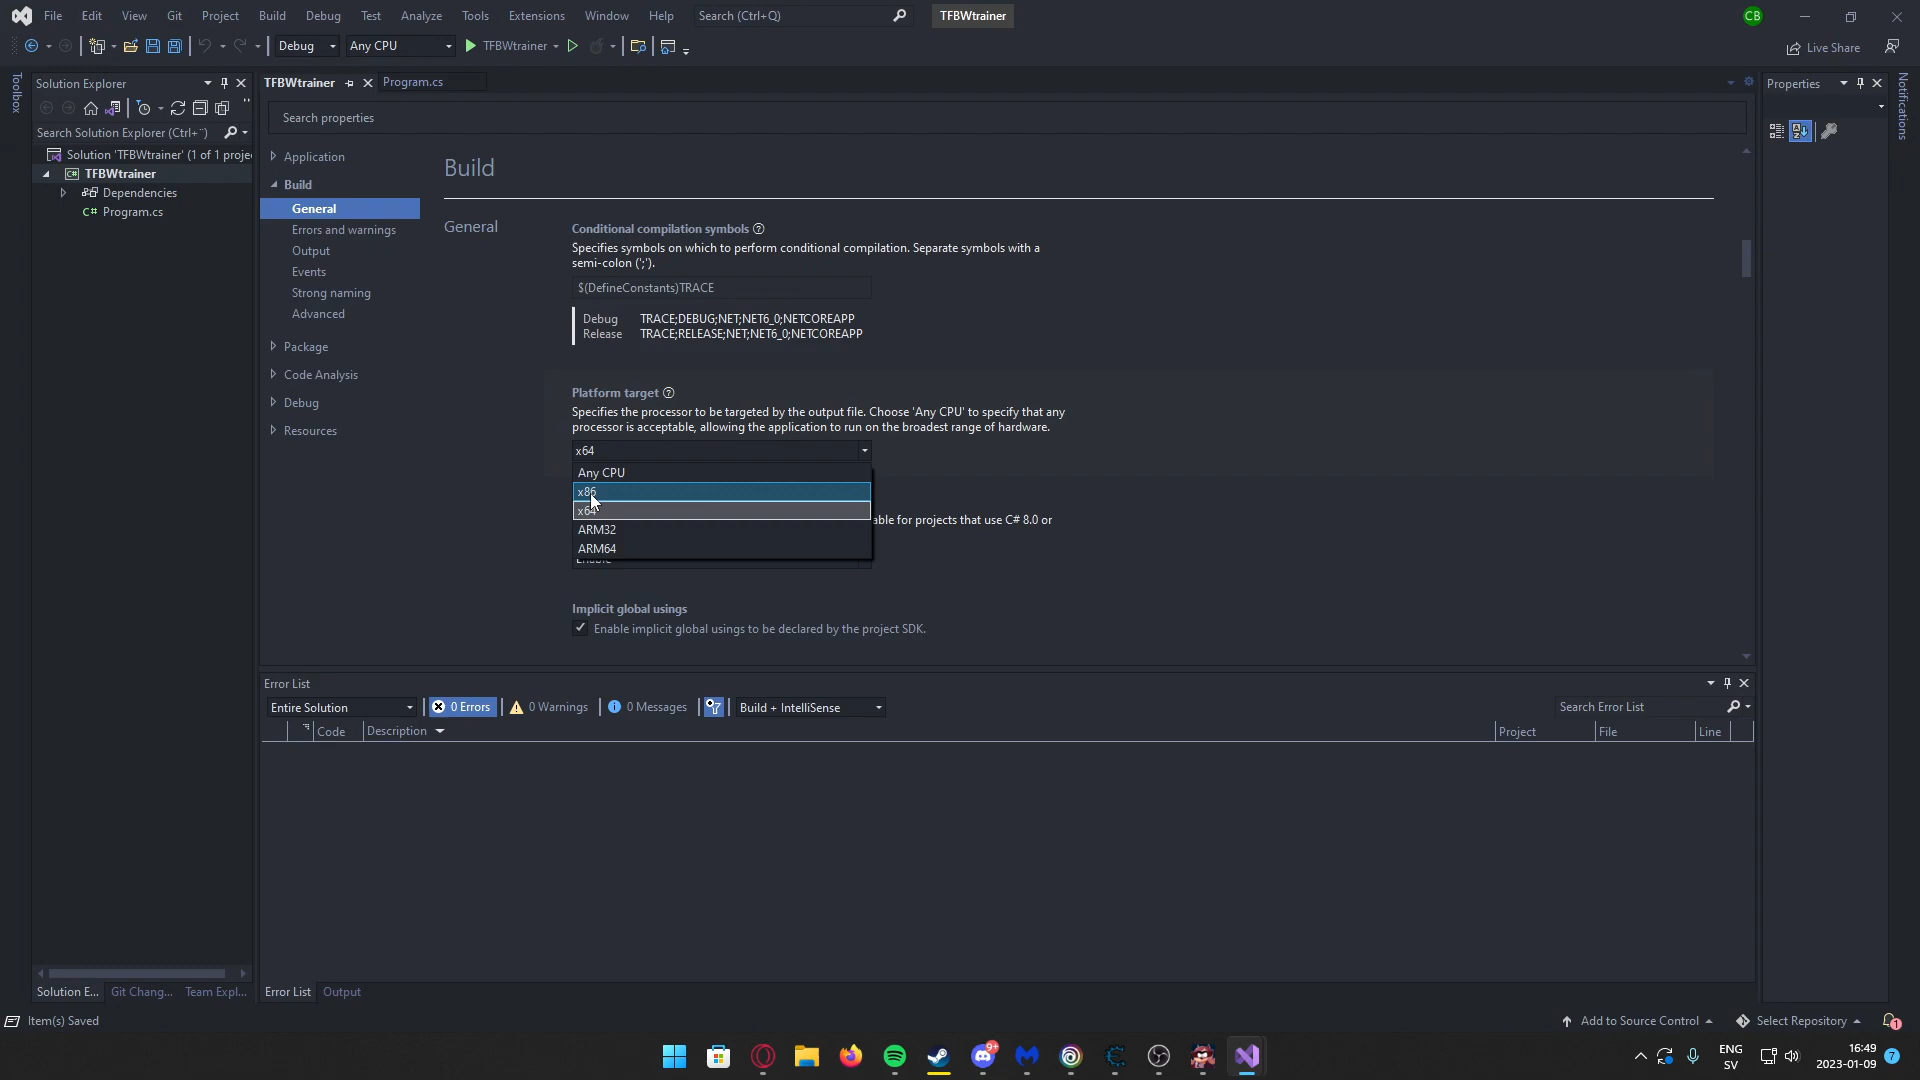 File Edit View Git Project Build Debug Test Analyze Tools Extensions Window Help Search (Ctrl+Q) TFBWtrainer CB
Debug Any CPU TFBWtrainer Live Share
Toolbox
Solution Explorer
Search Solution Explorer (Ctrl+¨)
Solution 'TFBWtrainer' (1 of 1 proje
C# TFBWtrainer
Dependencies
C# Program.cs
TFBWtrainer Program.cs
Search properties
Application
Build
General
Errors and warnings
Output
Events
Strong naming
Advanced
Package
Code Analysis
Debug
Resources
Build
General
Conditional compilation symbols ?
Specifies symbols on which to perform conditional compilation. Separate symbols with a
semi-colon (';').
$(DefineConstants)TRACE
Debug TRACE;DEBUG;NET;NET6_0;NETCOREAPP
Release TRACE;RELEASE;NET;NET6_0;NETCOREAPP
Platform target ?
Specifies the processor to be targeted by the output file. Choose 'Any CPU' to specify that any
processor is acceptable, allowing the application to run on the broadest range of hardware.
x64
Any CPU
x86
x64
able for projects that use C# 8.0 or
ARM32
ARM64
Enable
Implicit global usings
Enable implicit global usings to be declared by the project SDK.
Properties
Notifications
Error List
Entire Solution 0 Errors 0 Warnings 0 Messages Build + IntelliSense Search Error List
Code Description Project File Line
Solution E... Git Chang... Team Expl... Error List Output
Item(s) Saved Add to Source Control Select Repository 1
9+
ENG
SV
16:49
2023-01-09
7